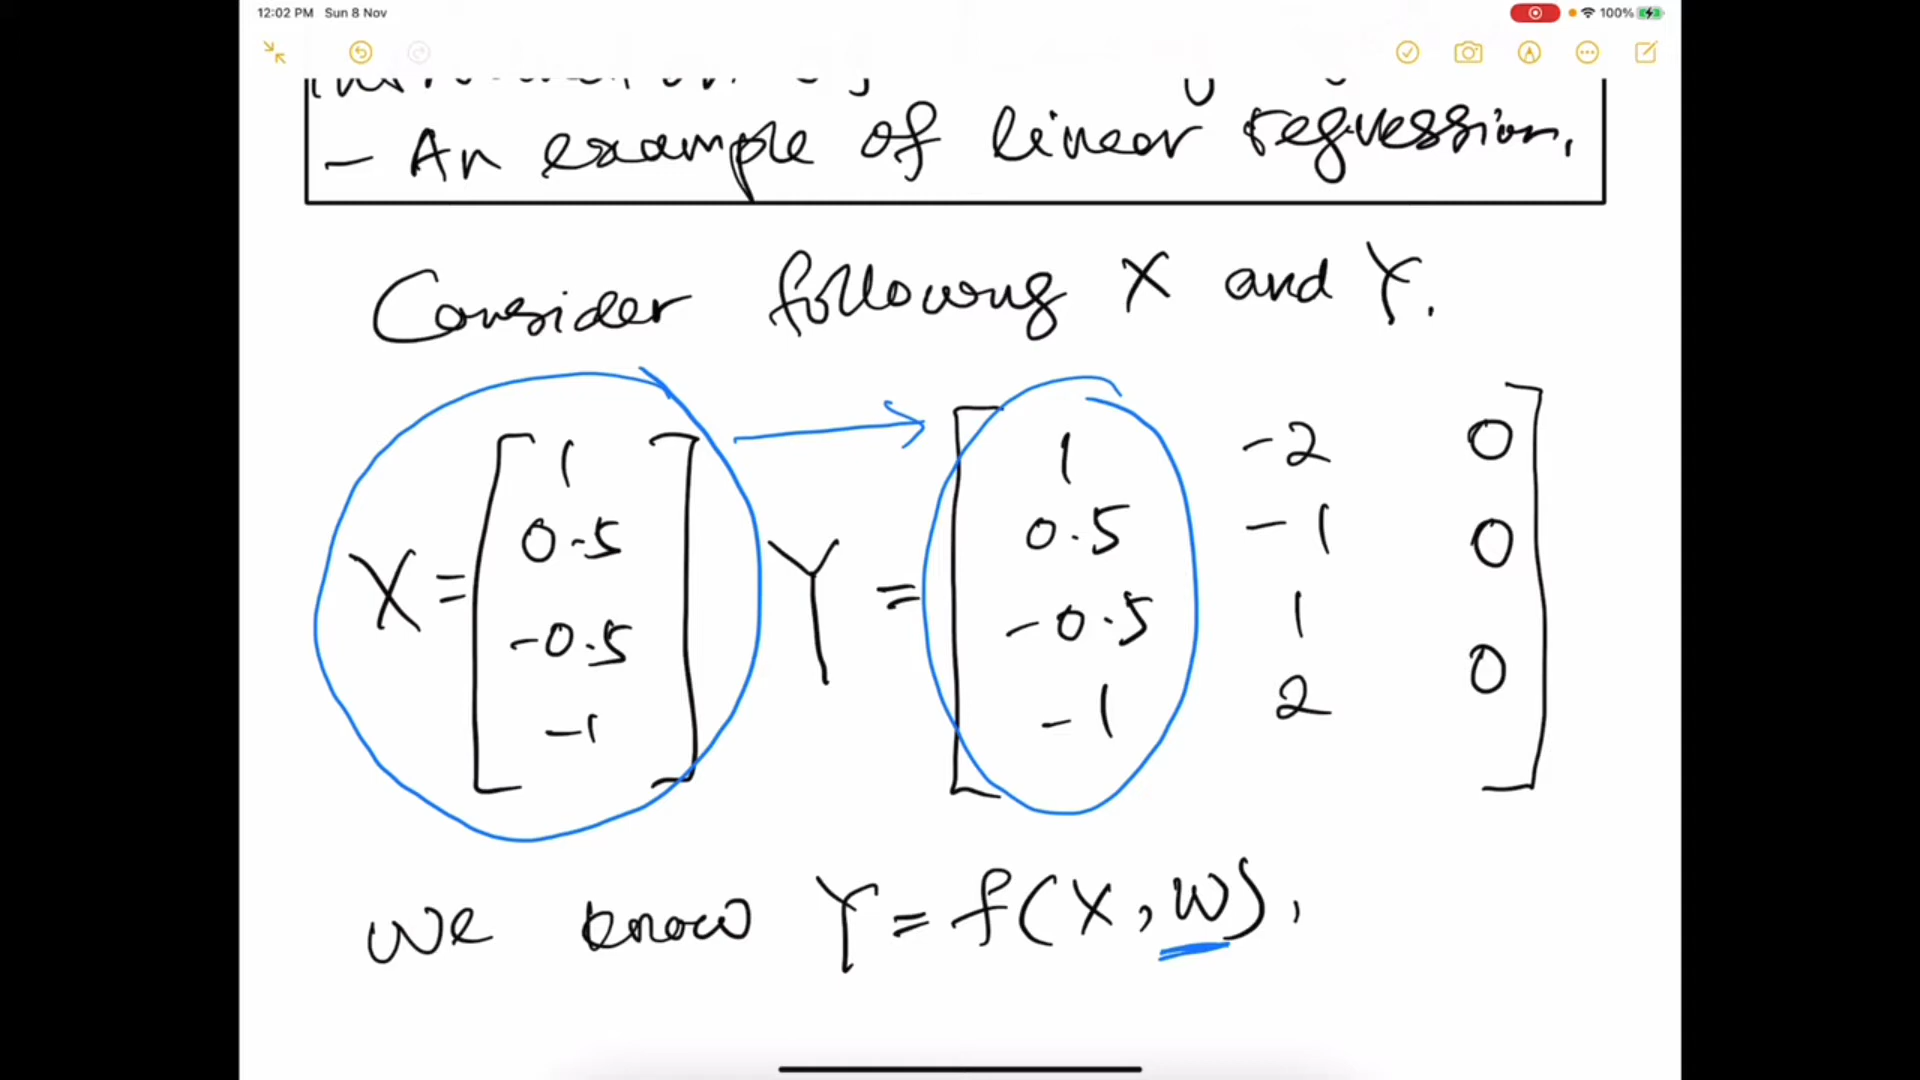 12:02 PM Sun 8 Nov 100%
- An example of linear regression.
Consider following X and Y.
X = [ 1 Y = [ 1 -2 0
0.5 0.5 -1 0
-0.5 -0.5 1 0
-1 ] -1 2 ]
We know Y = f(X, W).